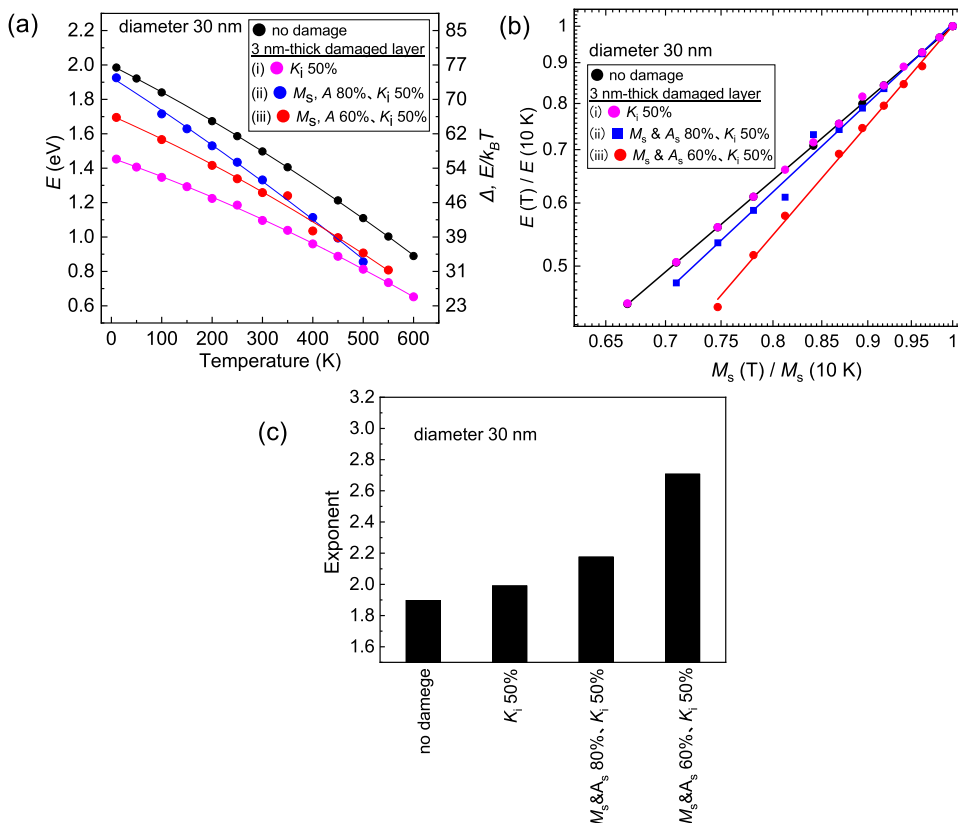 (a)
diameter 30 nm
no damage
3 nm-thick damaged layer
(i) Ki 50%
(ii) Ms, A 80%、Ki 50%
(iii) Ms, A 60%、Ki 50%
2.2
2.0
1.8
1.6
1.4
1.2
1.0
0.8
0.6
E (eV)
85
77
70
62
54
46
39
31
23
Δ, E/kBT
0 100 200 300 400 500 600
Temperature (K)
(b)
diameter 30 nm
no damage
3 nm-thick damaged layer
(i) Ki 50%
(ii) Ms & As 80%、Ki 50%
(iii) Ms & As 60%、Ki 50%
1
0.9
0.8
0.7
0.6
0.5
E (T) / E (10 K)
0.65 0.7 0.75 0.8 0.85 0.9 0.95 1
Ms (T) / Ms (10 K)
(c)
diameter 30 nm
3.2
3.0
2.8
2.6
2.4
2.2
2.0
1.8
1.6
Exponent
no damege
Ki 50%
Ms&As 80%、Ki 50%
Ms&As 60%、Ki 50%